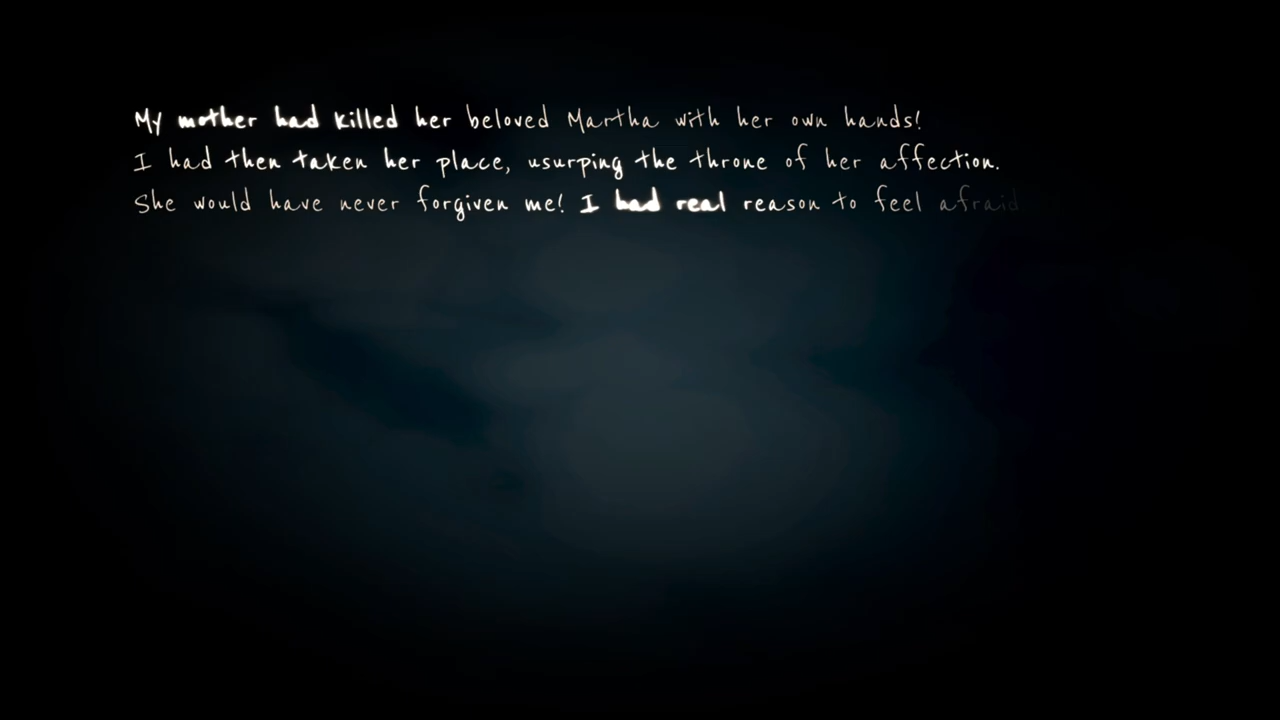 My mother had killed her beloved Martha with her own hands!
I had then taken her place, usurping the throne of her affection.
She would have never forgiven me! I had real reason to feel afraid